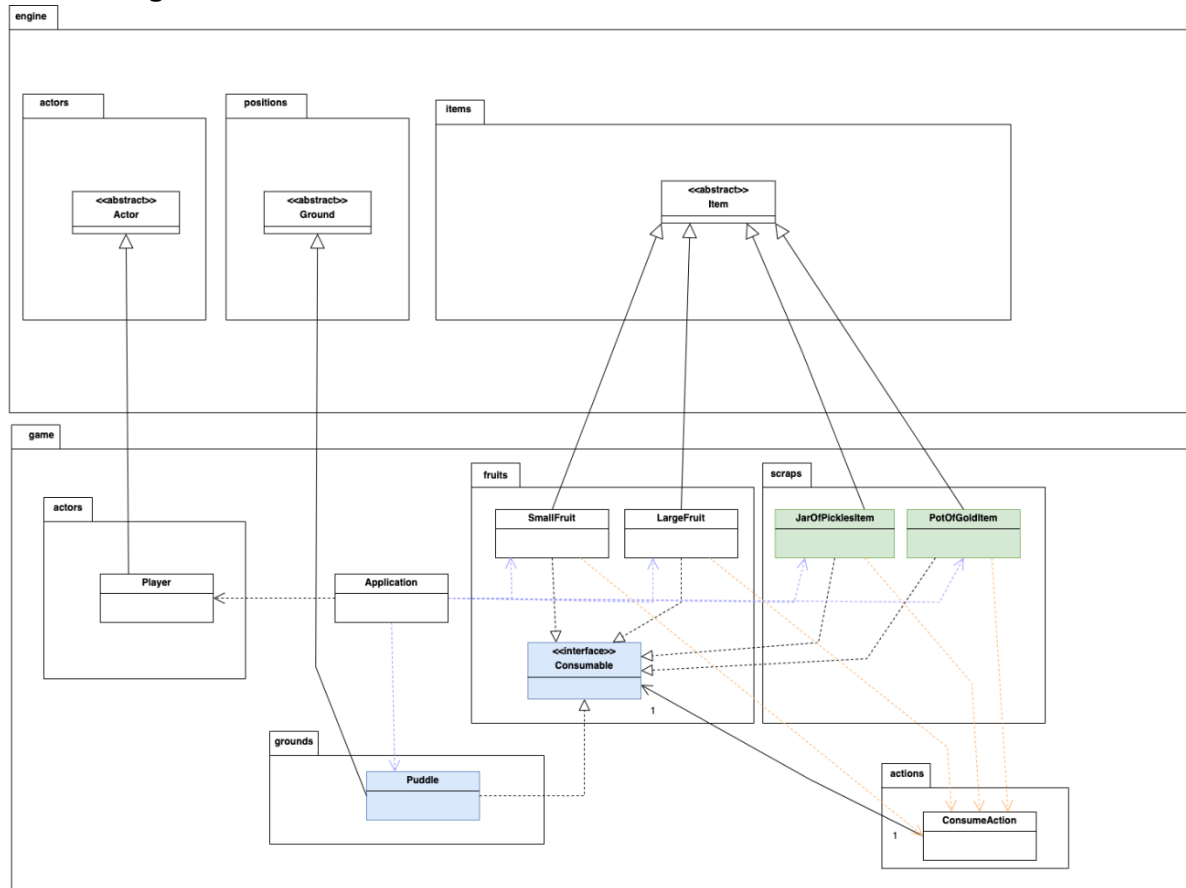 engine
actors
positions
items
<<abstract>>
Actor
<<abstract>>
Ground
<<abstract>>
Item
game
actors
fruits
scraps
SmallFruit
LargeFruit
JarOfPicklesItem
PotOfGoldItem
Player
Application
<<interface>>
Consumable
1
grounds
Puddle
actions
ConsumeAction
1